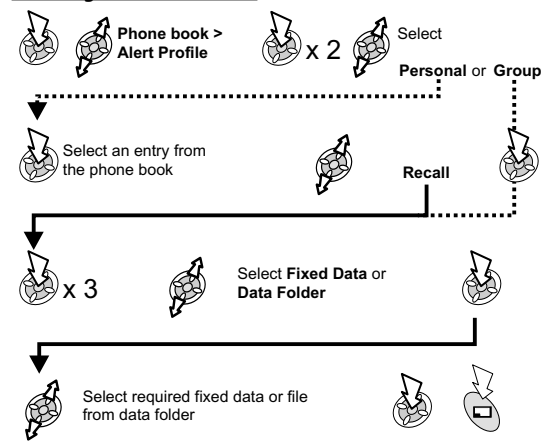 Phone book >
Alert Profile
x 2
Select
Personal or Group
Select an entry from
the phone book
Recall
x 3
Select Fixed Data or
Data Folder
Select required fixed data or file
from data folder